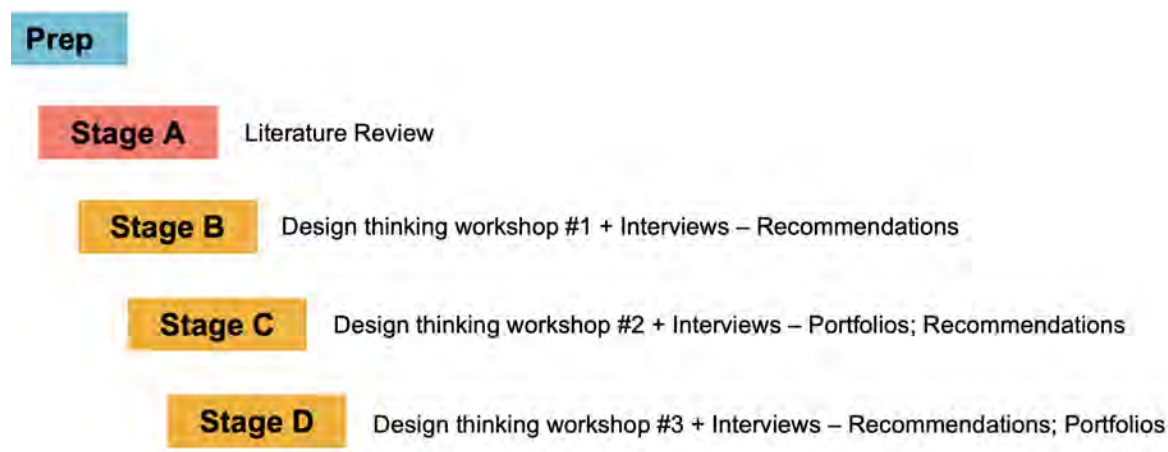 Prep
Stage A Literature Review
Stage B Design thinking workshop #1 + Interviews – Recommendations
Stage C Design thinking workshop #2 + Interviews – Portfolios; Recommendations
Stage D Design thinking workshop #3 + Interviews – Recommendations; Portfolios